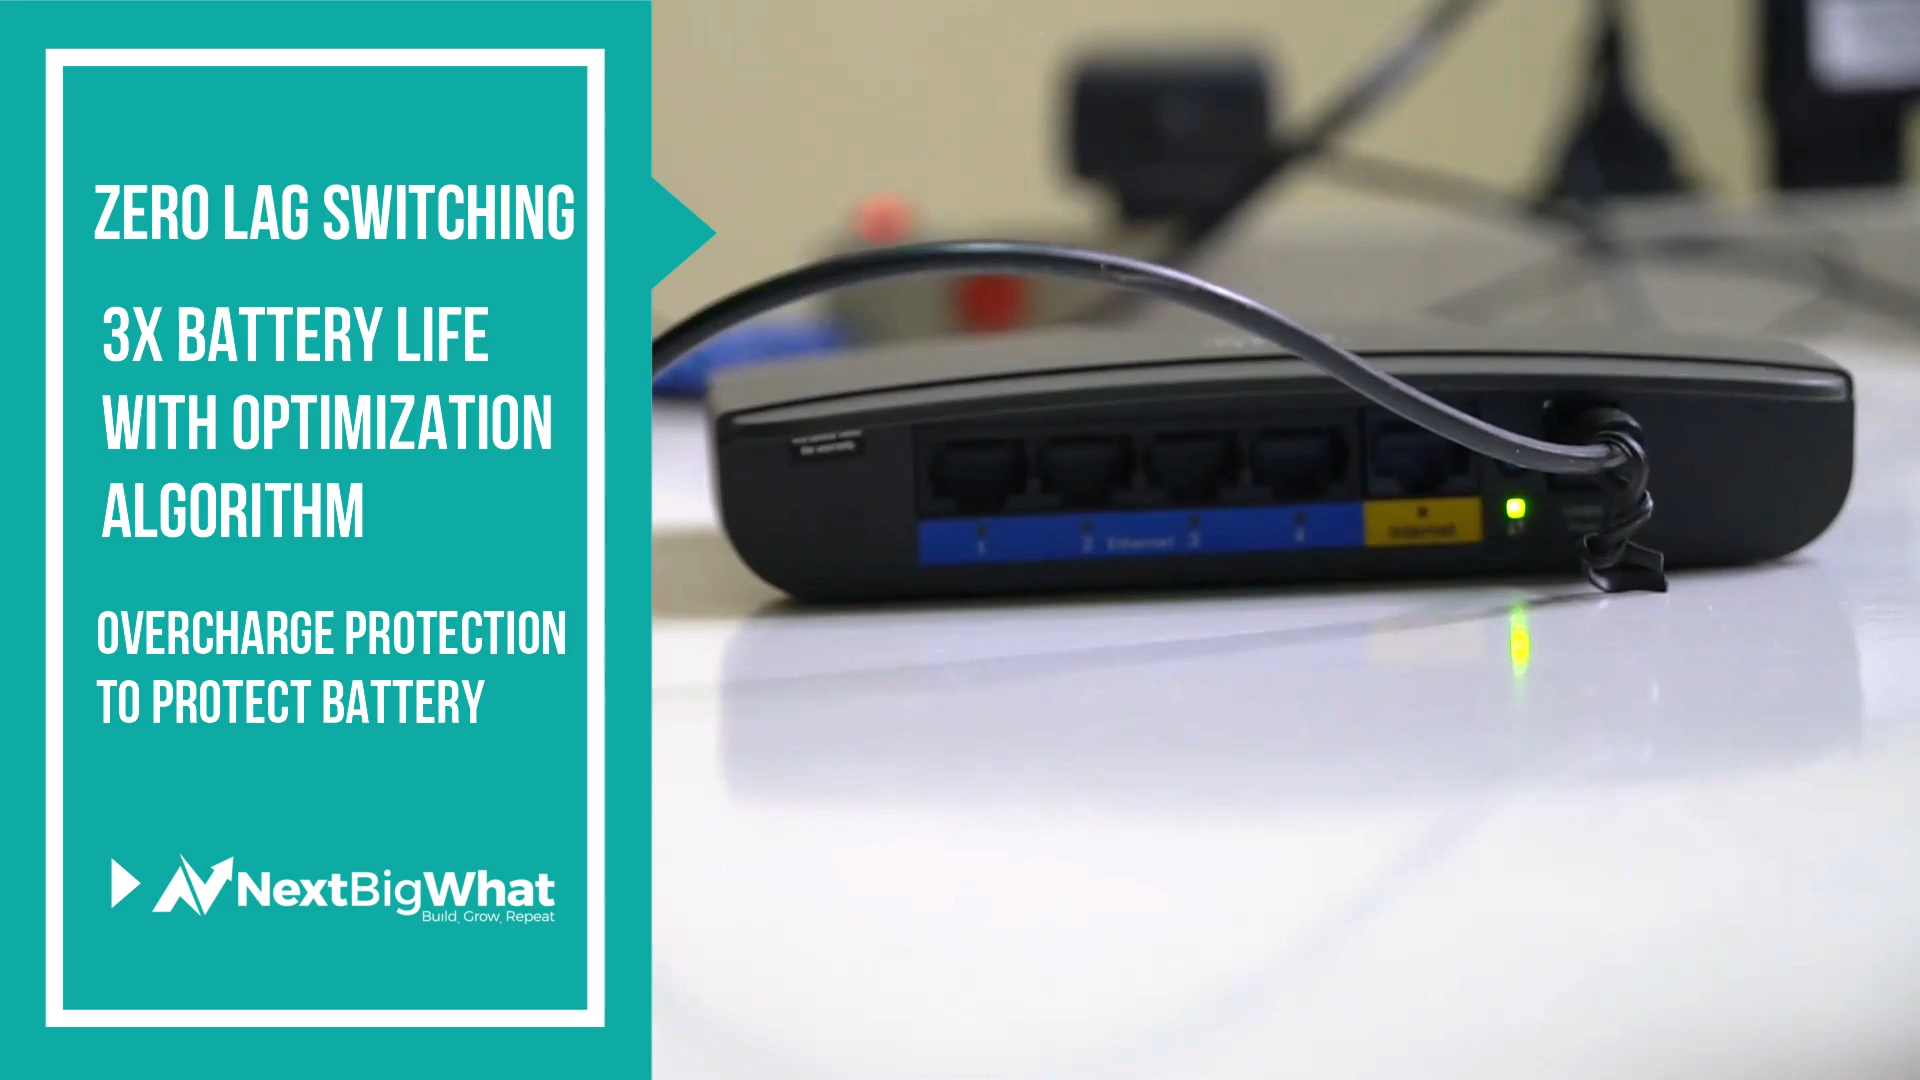 ZERO LAG SWITCHING
3X BATTERY LIFE
WITH OPTIMIZATION
ALGORITHM
OVERCHARGE PROTECTION
TO PROTECT BATTERY
NextBigWhat
Build, Grow, Repeat
1 2 Ethernet 3 4
Internet